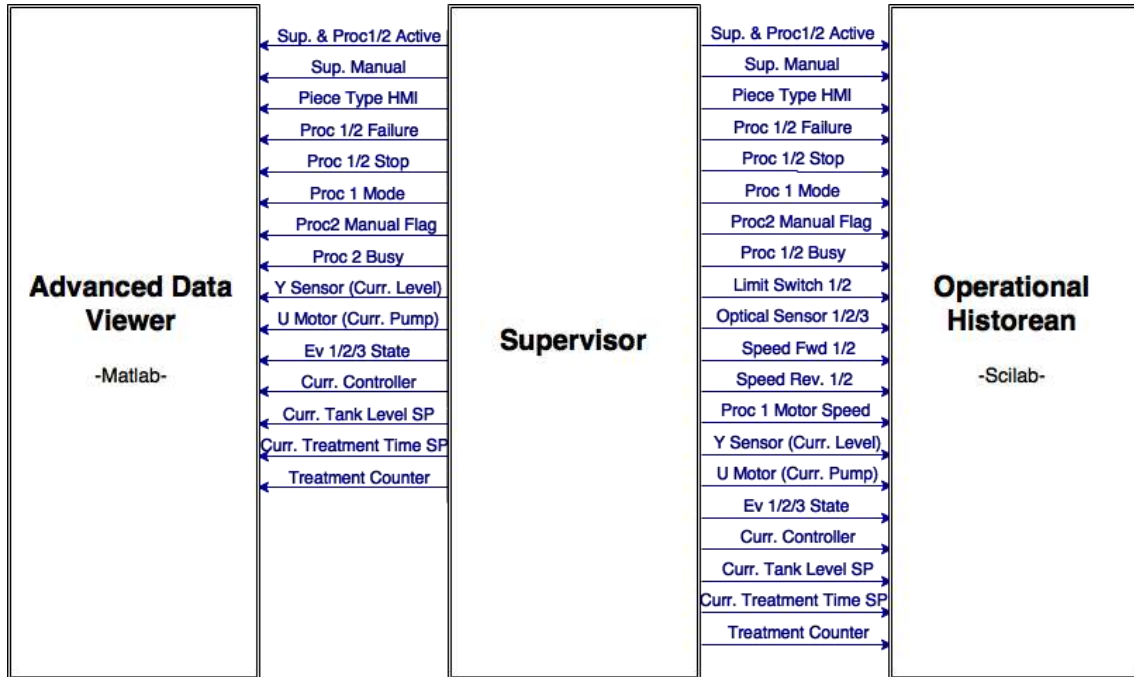 Advanced Data
Viewer
-Matlab-
Sup. & Proc1/2 Active
Sup. Manual
Piece Type HMI
Proc 1/2 Failure
Proc 1/2 Stop
Proc 1 Mode
Proc2 Manual Flag
Proc 2 Busy
Y Sensor (Curr. Level)
U Motor (Curr. Pump)
Ev 1/2/3 State
Curr. Controller
Curr. Tank Level SP
Curr. Treatment Time SP
Treatment Counter
Supervisor
Sup. & Proc1/2 Active
Sup. Manual
Piece Type HMI
Proc 1/2 Failure
Proc 1/2 Stop
Proc 1 Mode
Proc2 Manual Flag
Proc 1/2 Busy
Limit Switch 1/2
Optical Sensor 1/2/3
Speed Fwd 1/2
Speed Rev. 1/2
Proc 1 Motor Speed
Y Sensor (Curr. Level)
U Motor (Curr. Pump)
Ev 1/2/3 State
Curr. Controller
Curr. Tank Level SP
Curr. Treatment Time SP
Treatment Counter
Operational
Historean
-Scilab-